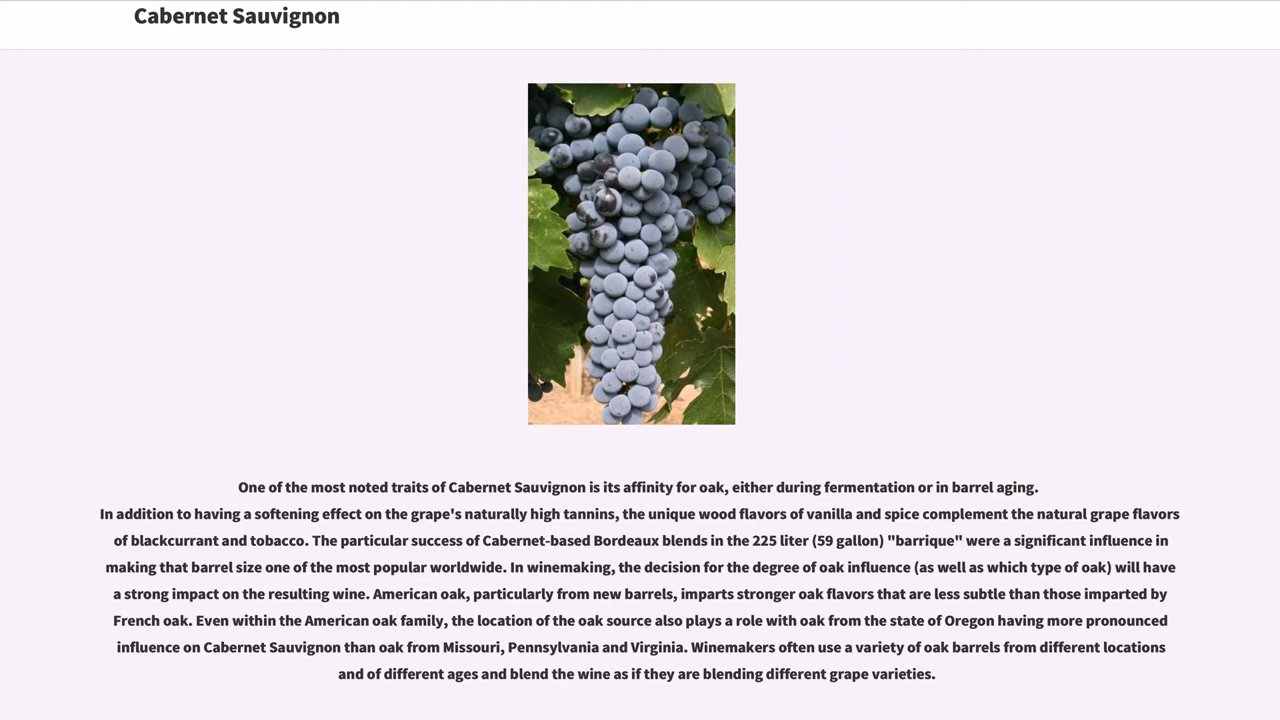 Cabernet Sauvignon
One of the most noted traits of Cabernet Sauvignon is its affinity for oak, either during fermentation or in barrel aging.
In addition to having a softening effect on the grape's naturally high tannins, the unique wood flavors of vanilla and spice complement the natural grape flavors
of blackcurrant and tobacco. The particular success of Cabernet-based Bordeaux blends in the 225 liter (59 gallon) "barrique" were a significant influence in
making that barrel size one of the most popular worldwide. In winemaking, the decision for the degree of oak influence (as well as which type of oak) will have
a strong impact on the resulting wine. American oak, particularly from new barrels, imparts stronger oak flavors that are less subtle than those imparted by
French oak. Even within the American oak family, the location of the oak source also plays a role with oak from the state of Oregon having more pronounced
influence on Cabernet Sauvignon than oak from Missouri, Pennsylvania and Virginia. Winemakers often use a variety of oak barrels from different locations
and of different ages and blend the wine as if they are blending different grape varieties.